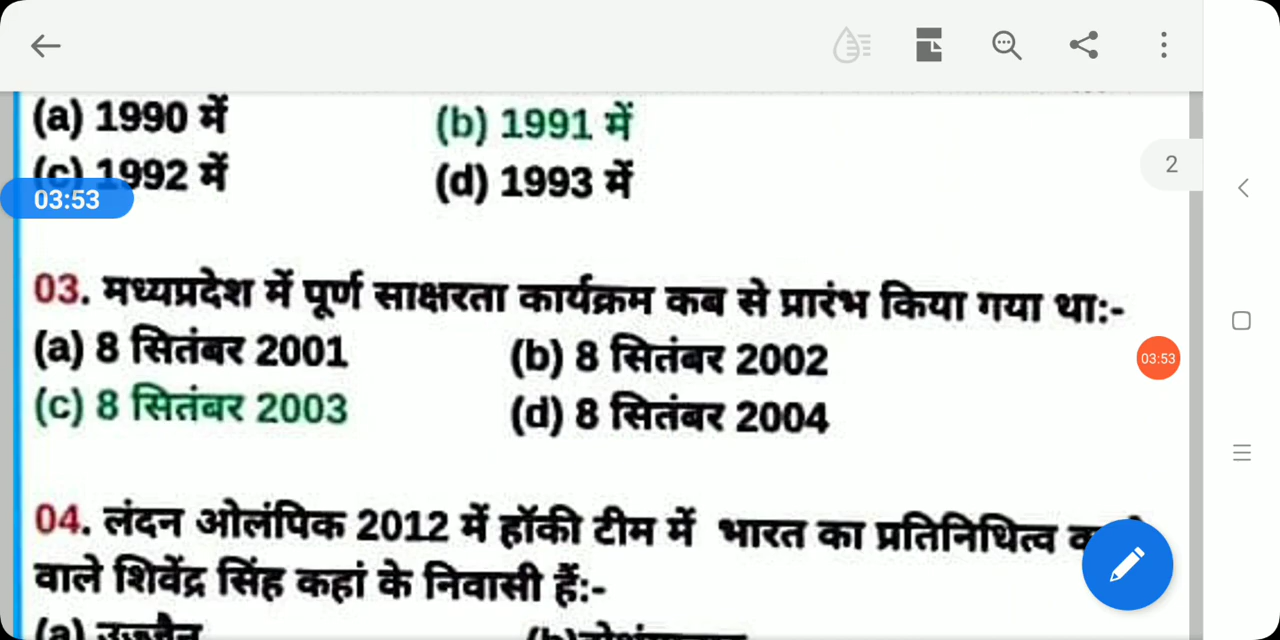 (a) 1990 में (b) 1991 में
2
(c) 1992 में (d) 1993 में
03:53
03. मध्यप्रदेश में पूर्ण साक्षरता कार्यक्रम कब से प्रारंभ किया गया था:-
(a) 8 सितंबर 2001 (b) 8 सितंबर 2002
03:53
(c) 8 सितंबर 2003 (d) 8 सितंबर 2004
04. लंदन ओलंपिक 2012 में हॉकी टीम में भारत का प्रतिनिधित्व
वाले शिवेंद्र सिंह कहां के निवासी हैं:-
(a) उज्जैन (b)